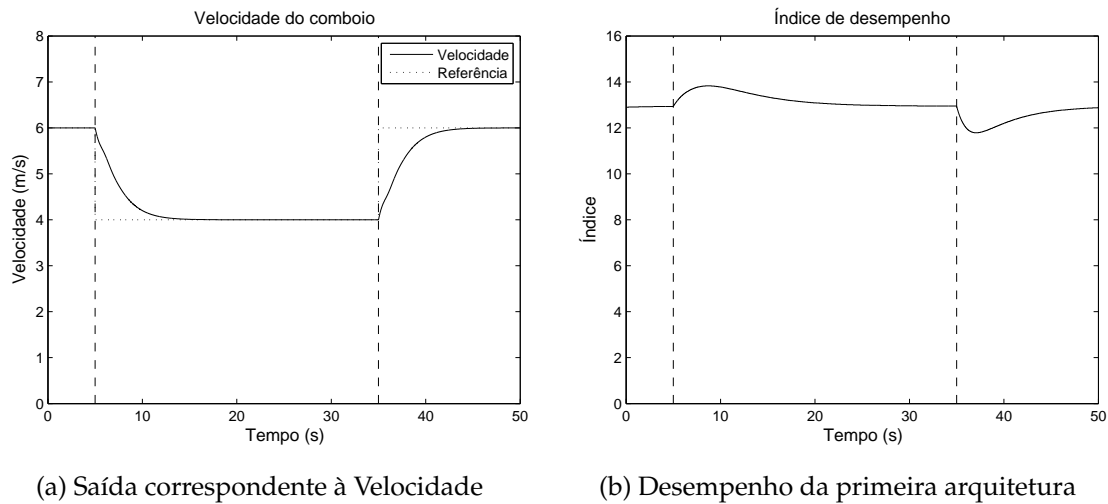 Velocidade do comboio
8
7
6
5
4
3
2
1
0
Velocidade (m/s)
Velocidade
Referência
0 10 20 30 40 50
Tempo (s)
(a) Saída correspondente à Velocidade
Índice de desempenho
16
14
12
10
8
6
4
2
0
Índice
0 10 20 30 40 50
Tempo (s)
(b) Desempenho da primeira arquitetura